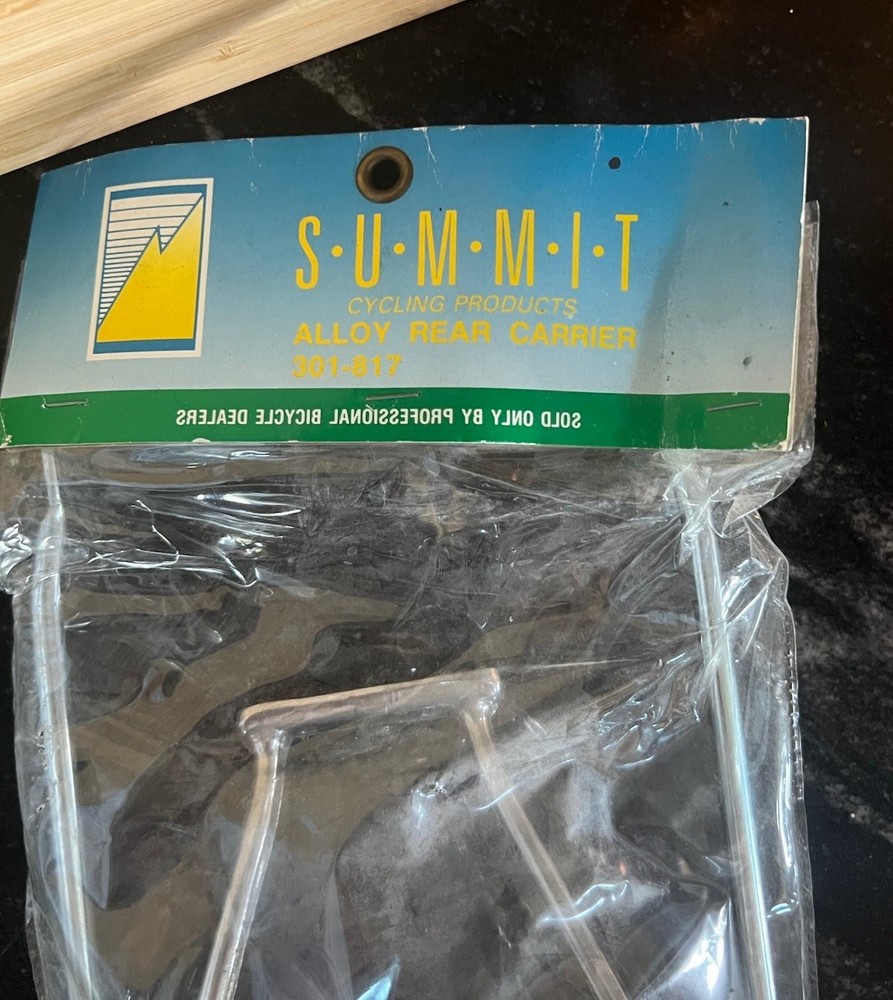 S·U·M·M·I·T
CYCLING PRODUCTS
ALLOY REAR CARRIER
301-817
SOLD ONLY BY PROFESSIONAL BICYCLE DEALERS